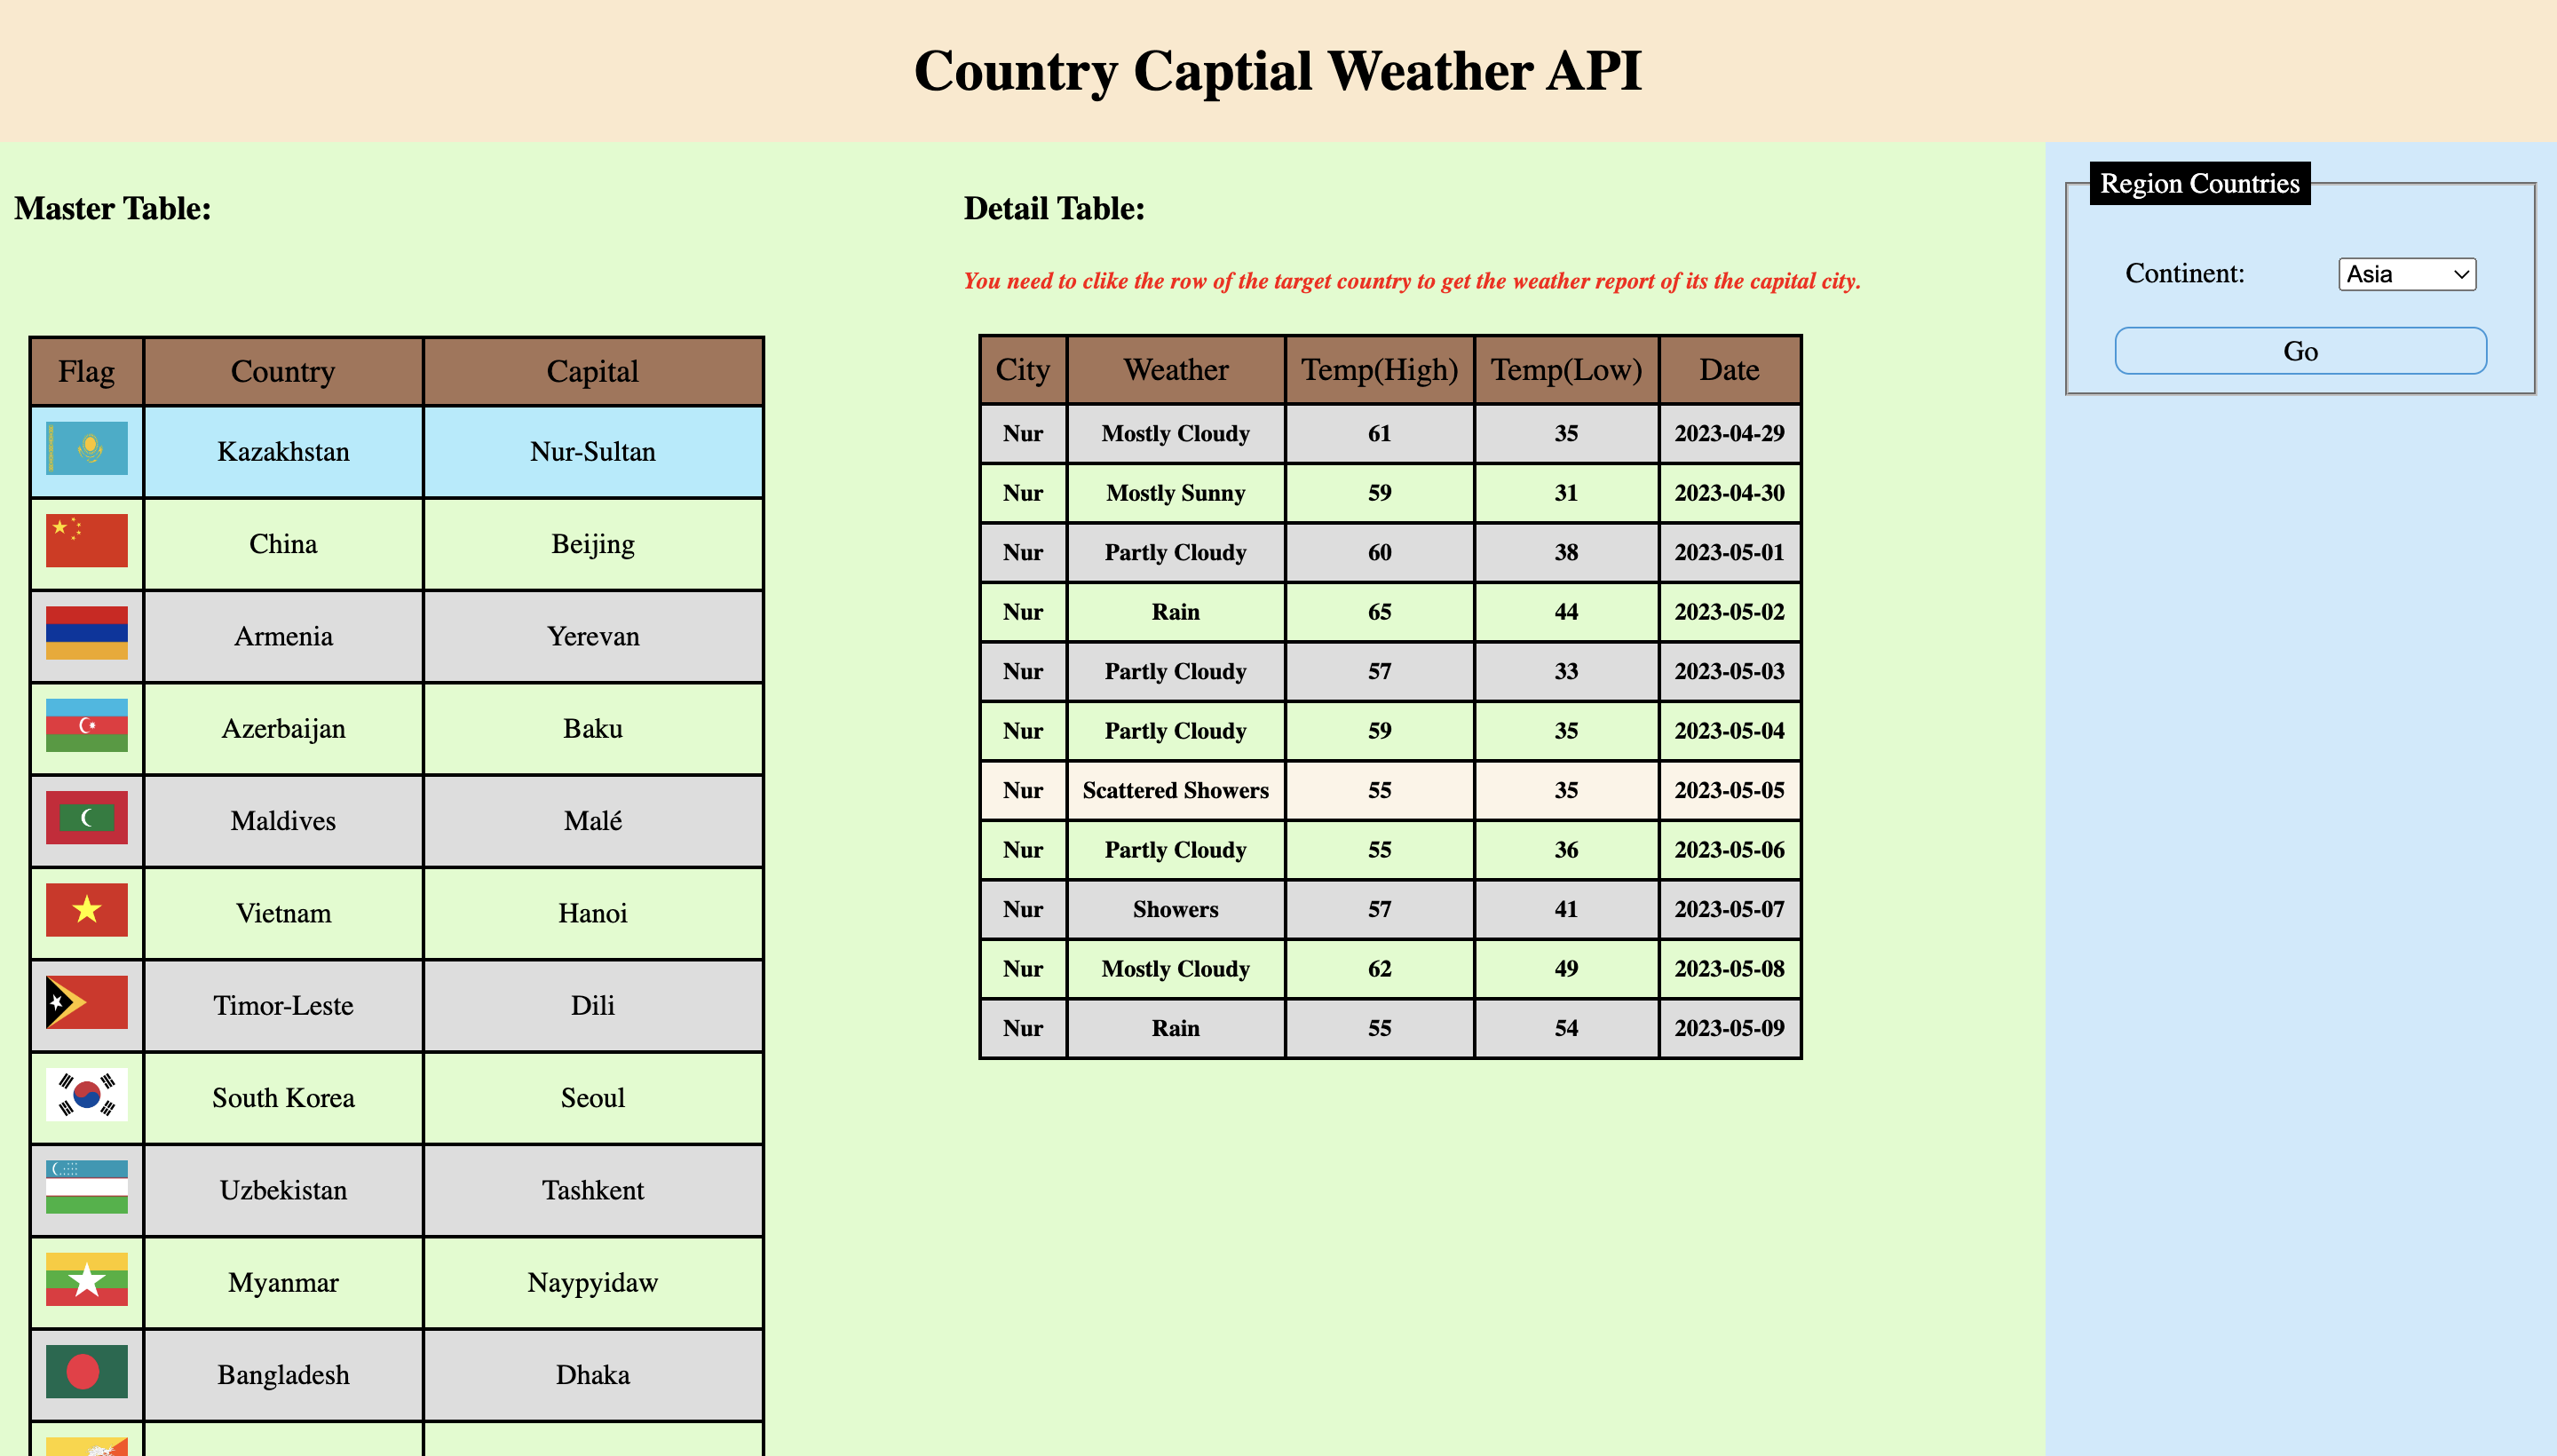 Country Captial Weather API
Master Table:
Flag Country Capital
Kazakhstan Nur-Sultan
China Beijing
Armenia Yerevan
Azerbaijan Baku
Maldives Malé
Vietnam Hanoi
Timor-Leste Dili
South Korea Seoul
Uzbekistan Tashkent
Myanmar Naypyidaw
Bangladesh Dhaka
Detail Table:
You need to clike the row of the target country to get the weather report of its the capital city.
City Weather Temp(High) Temp(Low) Date
Nur Mostly Cloudy 61 35 2023-04-29
Nur Mostly Sunny 59 31 2023-04-30
Nur Partly Cloudy 60 38 2023-05-01
Nur Rain 65 44 2023-05-02
Nur Partly Cloudy 57 33 2023-05-03
Nur Partly Cloudy 59 35 2023-05-04
Nur Scattered Showers 55 35 2023-05-05
Nur Partly Cloudy 55 36 2023-05-06
Nur Showers 57 41 2023-05-07
Nur Mostly Cloudy 62 49 2023-05-08
Nur Rain 55 54 2023-05-09
Region Countries
Continent: Asia
Go